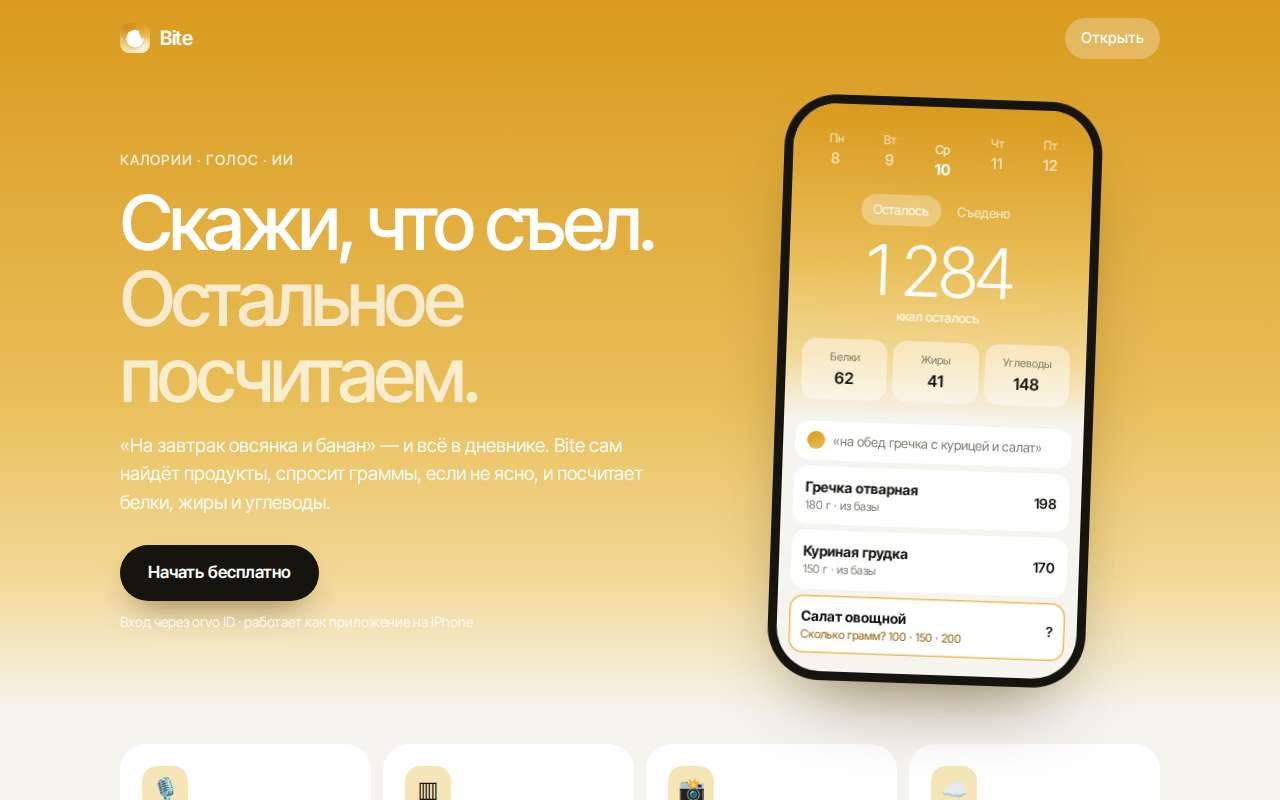 Bite
Открыть
КАЛОРИИ · ГОЛОС · ИИ
Скажи, что съел.
Остальное
посчитаем.
«На завтрак овсянка и банан» — и всё в дневнике. Bite сам
найдёт продукты, спросит граммы, если не ясно, и посчитает
белки, жиры и углеводы.
Начать бесплатно
Вход через orvo ID · работает как приложение на iPhone
Пн Вт Ср Чт Пт
8 9 10 11 12
Осталось Съедено
1 284
ккал осталось
Белки Жиры Углеводы
62 41 148
«на обед гречка с курицей и салат»
Гречка отварная
180 г · из базы
198
Куриная грудка
150 г · из базы
170
Салат овощной
Сколько грамм? 100 · 150 · 200
?